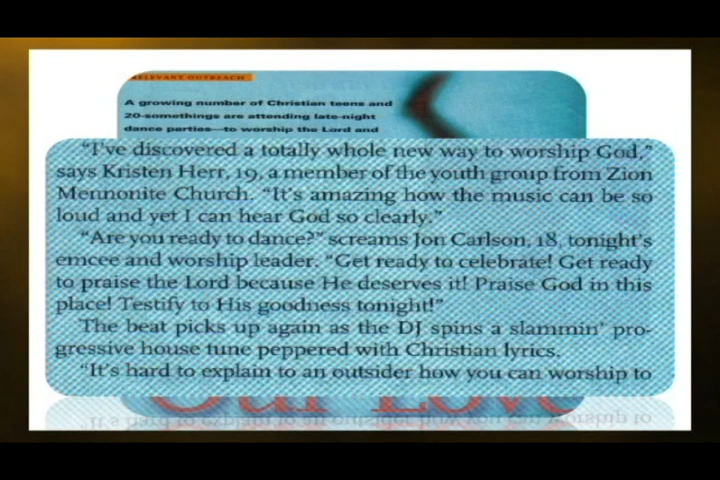 RELEVANT OUTREACH
A growing number of Christian teens and
20-somethings are attending late-night
dance parties—to worship the Lord and
“I’ve discovered a totally whole new way to worship God,”
says Kristen Herr, 19, a member of the youth group from Zion
Mennonite Church. “It’s amazing how the music can be so
loud and yet I can hear God so clearly.”
“Are you ready to dance?” screams Jon Carlson, 18, tonight’s
emcee and worship leader. “Get ready to celebrate! Get ready
to praise the Lord because He deserves it! Praise God in this
place! Testify to His goodness tonight!”
The beat picks up again as the DJ spins a slammin’ pro-
gressive house tune peppered with Christian lyrics.
“It’s hard to explain to an outsider how you can worship to
Our Love